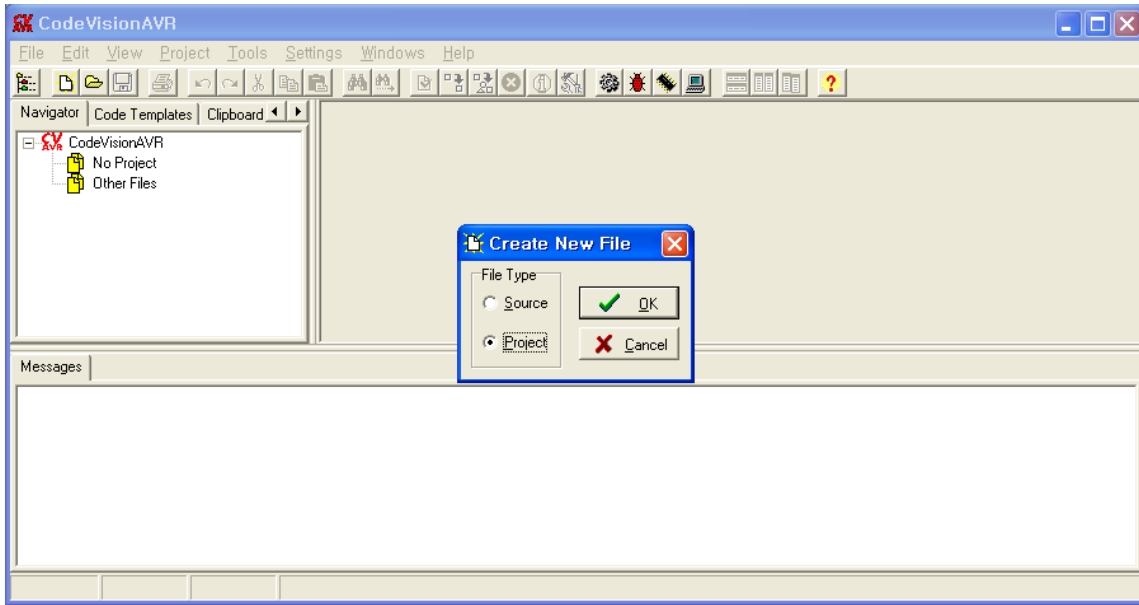 CodeVisionAVR
File Edit View Project Tools Settings Windows Help
Navigator Code Templates Clipboard
CodeVisionAVR
No Project
Other Files
Create New File
File Type
Source
OK
Project
Cancel
Messages